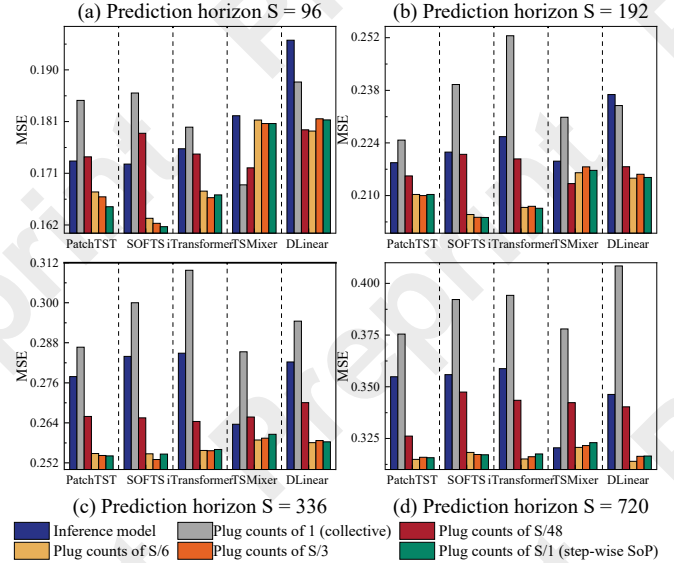 (a) Prediction horizon S = 96
(b) Prediction horizon S = 192
MSE
0.190
0.181
0.171
0.162
PatchTST SOFTS iTransformer TSMixer DLinear
MSE
0.252
0.238
0.224
0.210
PatchTST SOFTS iTransformer TSMixer DLinear
MSE
0.312
0.300
0.288
0.276
0.264
0.252
PatchTST SOFTS iTransformer TSMixer DLinear
MSE
0.400
0.375
0.350
0.325
PatchTST SOFTS iTransformer TSMixer DLinear
(c) Prediction horizon S = 336
(d) Prediction horizon S = 720
Inference model
Plug counts of 1 (collective)
Plug counts of S/48
Plug counts of S/6
Plug counts of S/3
Plug counts of S/1 (step-wise SoP)
Preprint